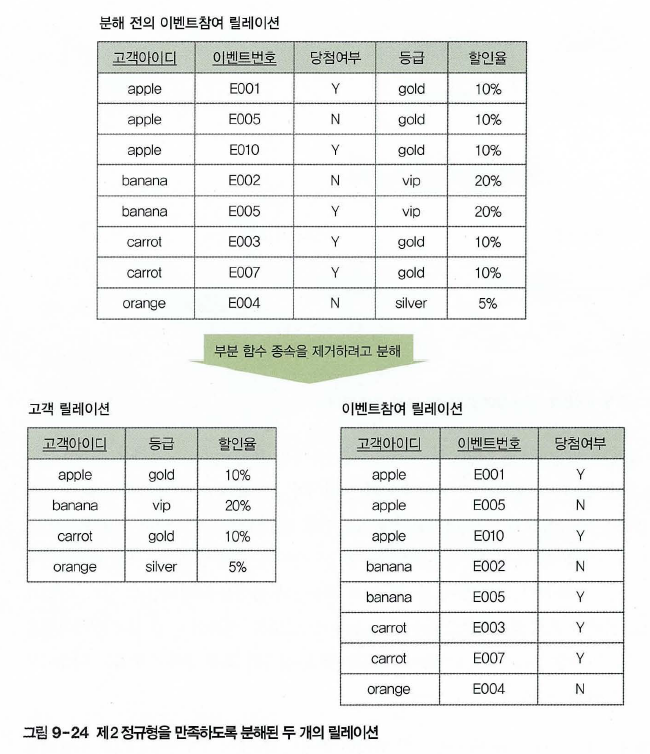 분해 전의 이벤트참여 릴레이션
고객아이디 이벤트번호 당첨여부 등급 할인율
apple E001 Y gold 10%
apple E005 N gold 10%
apple E010 Y gold 10%
banana E002 N vip 20%
banana E005 Y vip 20%
carrot E003 Y gold 10%
carrot E007 Y gold 10%
orange E004 N silver 5%
부분 함수 종속을 제거하려고 분해
고객 릴레이션
고객아이디 등급 할인율
apple gold 10%
banana vip 20%
carrot gold 10%
orange silver 5%
이벤트참여 릴레이션
고객아이디 이벤트번호 당첨여부
apple E001 Y
apple E005 N
apple E010 Y
banana E002 N
banana E005 Y
carrot E003 Y
carrot E007 Y
orange E004 N
그림 9-24 제2정규형을 만족하도록 분해된 두 개의 릴레이션